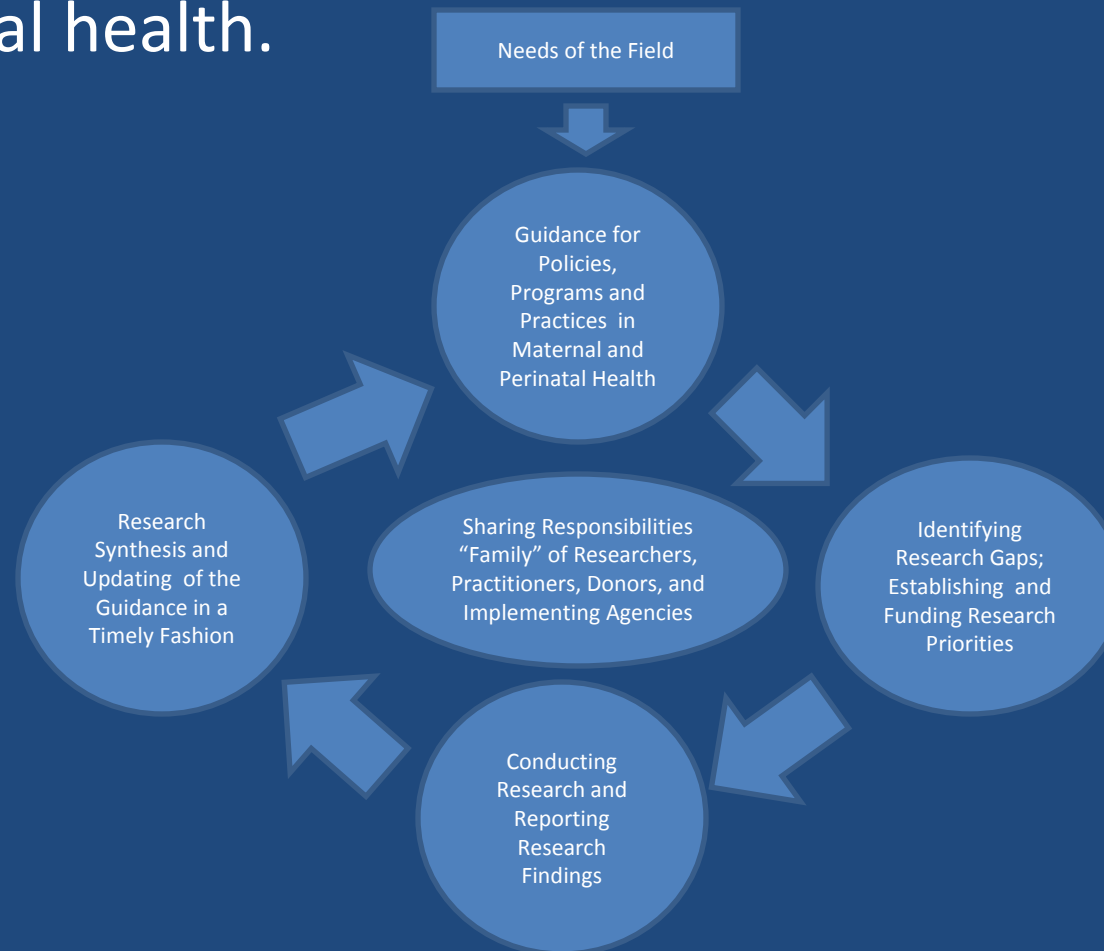 al health.
Needs of the Field
Guidance for
Policies,
Programs and
Practices in
Maternal and
Perinatal Health
Sharing Responsibilities
“Family” of Researchers,
Practitioners, Donors, and
Implementing Agencies
Identifying
Research Gaps;
Establishing and
Funding Research
Priorities
Conducting
Research and
Reporting
Research
Findings
Research
Synthesis and
Updating of the
Guidance in a
Timely Fashion